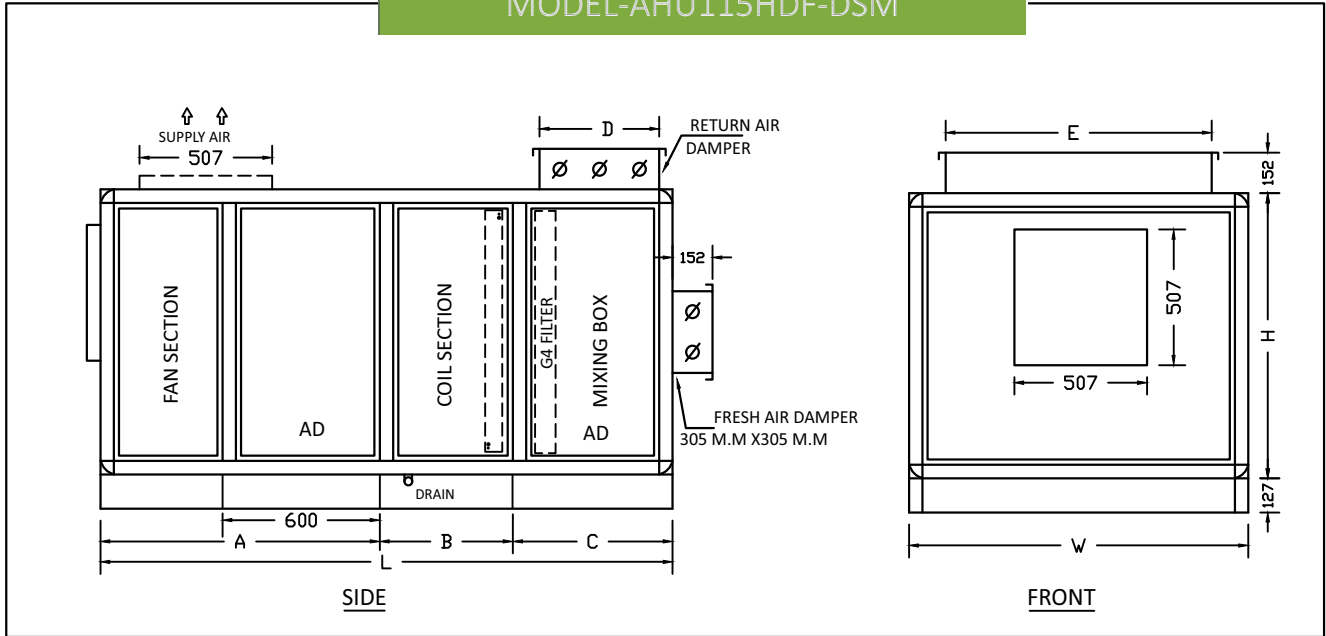 MODEL-AHU115HDF-DSM
SUPPLY AIR
507
D
RETURN AIR
DAMPER
152
FAN SECTION
AD
COIL SECTION
G4 FILTER
MIXING BOX
AD
FRESH AIR DAMPER
305 M.M X305 M.M
DRAIN
600
A
B
C
L
SIDE
E
152
507
507
H
127
W
FRONT